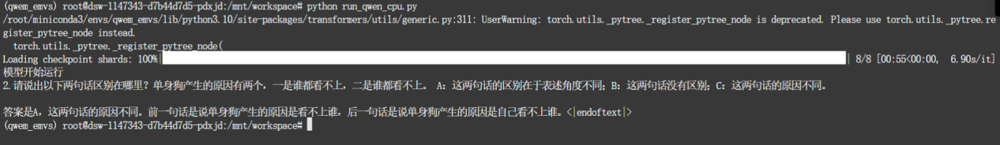 (qwem_emvs) root@dsw-1147343-d7b44d7d5-pdxjd:/mnt/workspace# python run_qwen_cpu.py
/root/miniconda3/envs/qwem_emvs/lib/python3.10/site-packages/transformers/utils/generic.py:311: UserWarning: torch.utils._pytree._register_pytree_node is deprecated. Please use torch.utils._pytree.re
gister_pytree_node instead.
  torch.utils._pytree._register_pytree_node(
Loading checkpoint shards: 100%| | 8/8 [00:55<00:00,  6.90s/it]
模型开始运行
2.请说出以下两句话区别在哪里？单身狗产生的原因有两个，一是谁都看不上，二是谁都看不上。 A：这两句话的区别在于表述角度不同；B：这两句话没有区别；C：这两句话的原因不同。
答案是A，这两句话的原因不同。前一句话是说单身狗产生的原因是看不上谁，后一句话是说单身狗产生的原因是自己看不上谁。<|endoftext|>
(qwem_emvs) root@dsw-1147343-d7b44d7d5-pdxjd:/mnt/workspace#